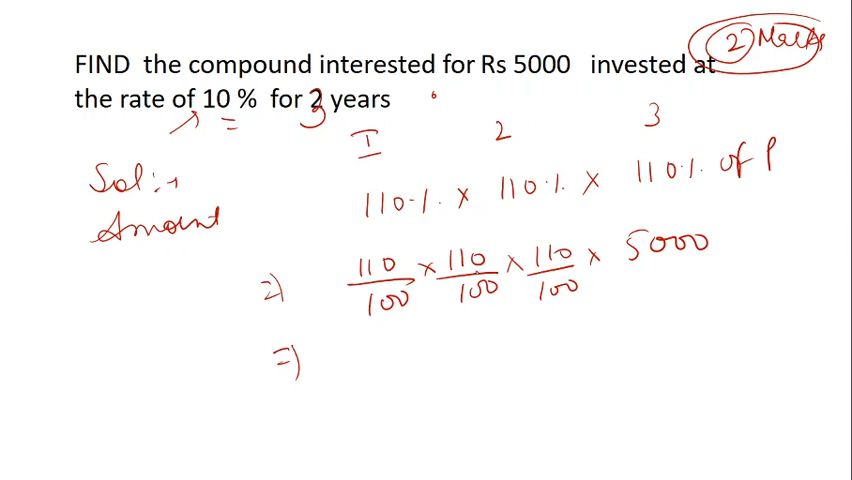 2) Marks
FIND the compound interested for Rs 5000 invested at
the rate of 10 % for 3 years
I 2 3
Sol:→
110% × 110% × 110% of P
Amount
=) 110/100 × 110/100 × 110/100 × 5000
=)